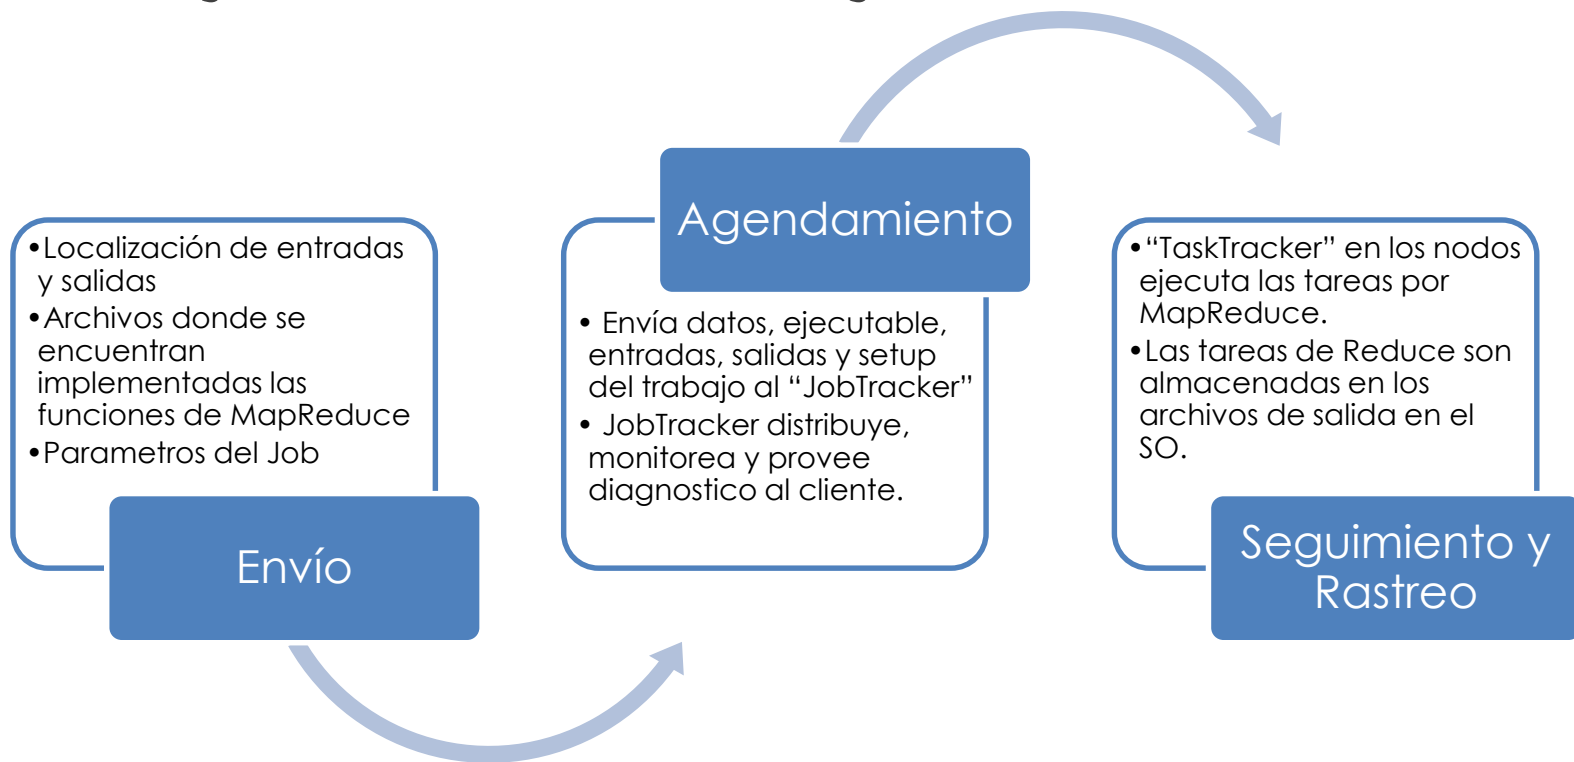 •Localización de entradas
y salidas
•Archivos donde se
encuentran
implementadas las
funciones de MapReduce
•Parametros del Job
Envío
Agendamiento
• Envía datos, ejecutable,
entradas, salidas y setup
del trabajo al “JobTracker”
• JobTracker distribuye,
monitorea y provee
diagnostico al cliente.
•“TaskTracker” en los nodos
ejecuta las tareas por
MapReduce.
•Las tareas de Reduce son
almacenadas en los
archivos de salida en el
SO.
Seguimiento y
Rastreo